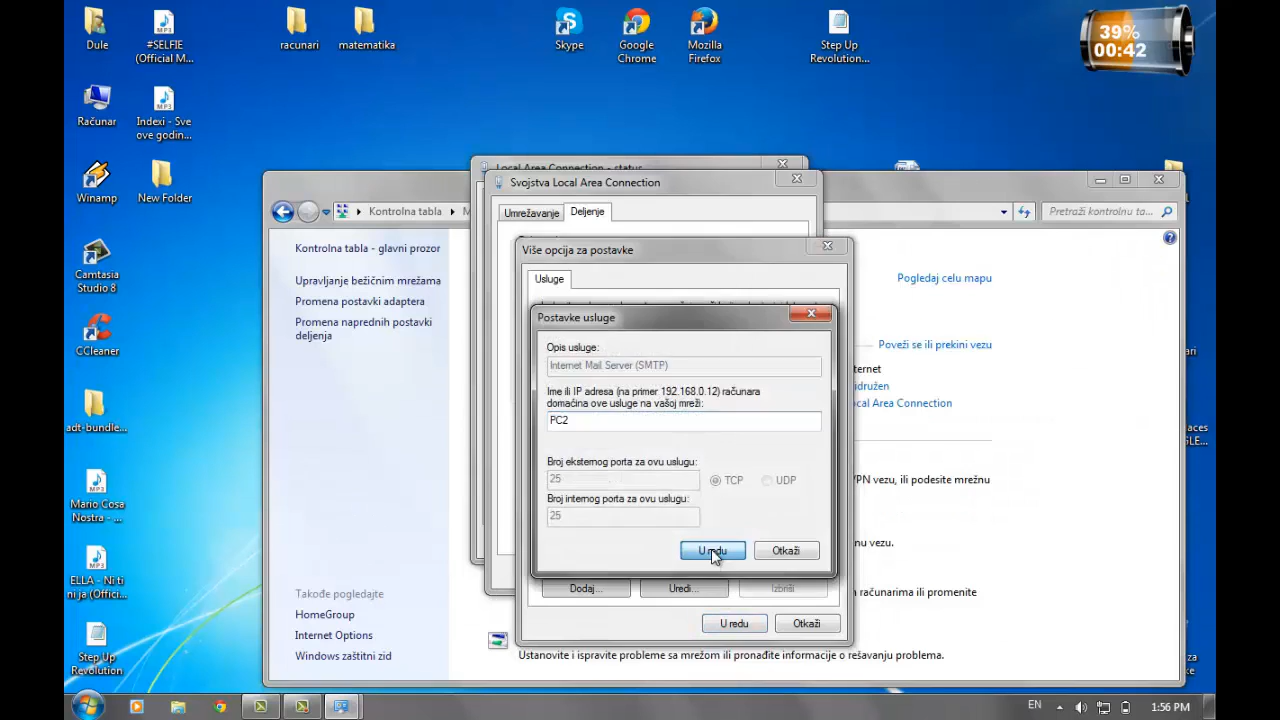 Dule
#SELFIE
(Official M...
racunari
matematika
Skype
Google
Chrome
Mozilla
Firefox
Step Up
Revolution...
39%
00:42
Računar
Indexi - Sve
ove godin...
Winamp
New Folder
Camtasia
Studio 8
CCleaner
adt-bundle...
Mario Cosa
Nostra - ...
ELLA - Ni ti
ni ja (Offici...
Step Up
Revolution
Local Area Connection - status
Svojstva Local Area Connection
Umrežavanje
Deljenje
Kontrolna tabla
M
Pretraži kontrolnu ta...
Kontrolna tabla - glavni prozor
Upravljanje bežičnim mrežama
Promena postavki adaptera
Promena naprednih postavki
deljenja
Takođe pogledajte
HomeGroup
Internet Options
Windows zaštitni zid
Više opcija za postavke
Usluge
Postavke usluge
Opis usluge:
Internet Mail Server (SMTP)
Ime ili IP adresa (na primer 192.168.0.12) računara
domaćina ove usluge na vašoj mreži:
PC2
Broj eksternog porta za ovu uslugu:
25
TCP
UDP
Broj internog porta za ovu uslugu:
25
U redu
Otkaži
Dodaj...
Uredi...
Izbriši
U redu
Otkaži
Pogledaj celu mapu
Poveži se ili prekini vezu
ternet
idružen
cal Area Connection
VPN vezu, ili podesite mrežnu
nu vezu.
računarima ili promenite
Ustanovite i ispravite probleme sa mrežom ili pronađite informacije o rešavanju problema.
ari
aces
GLE...
za
ke
EN
1:56 PM